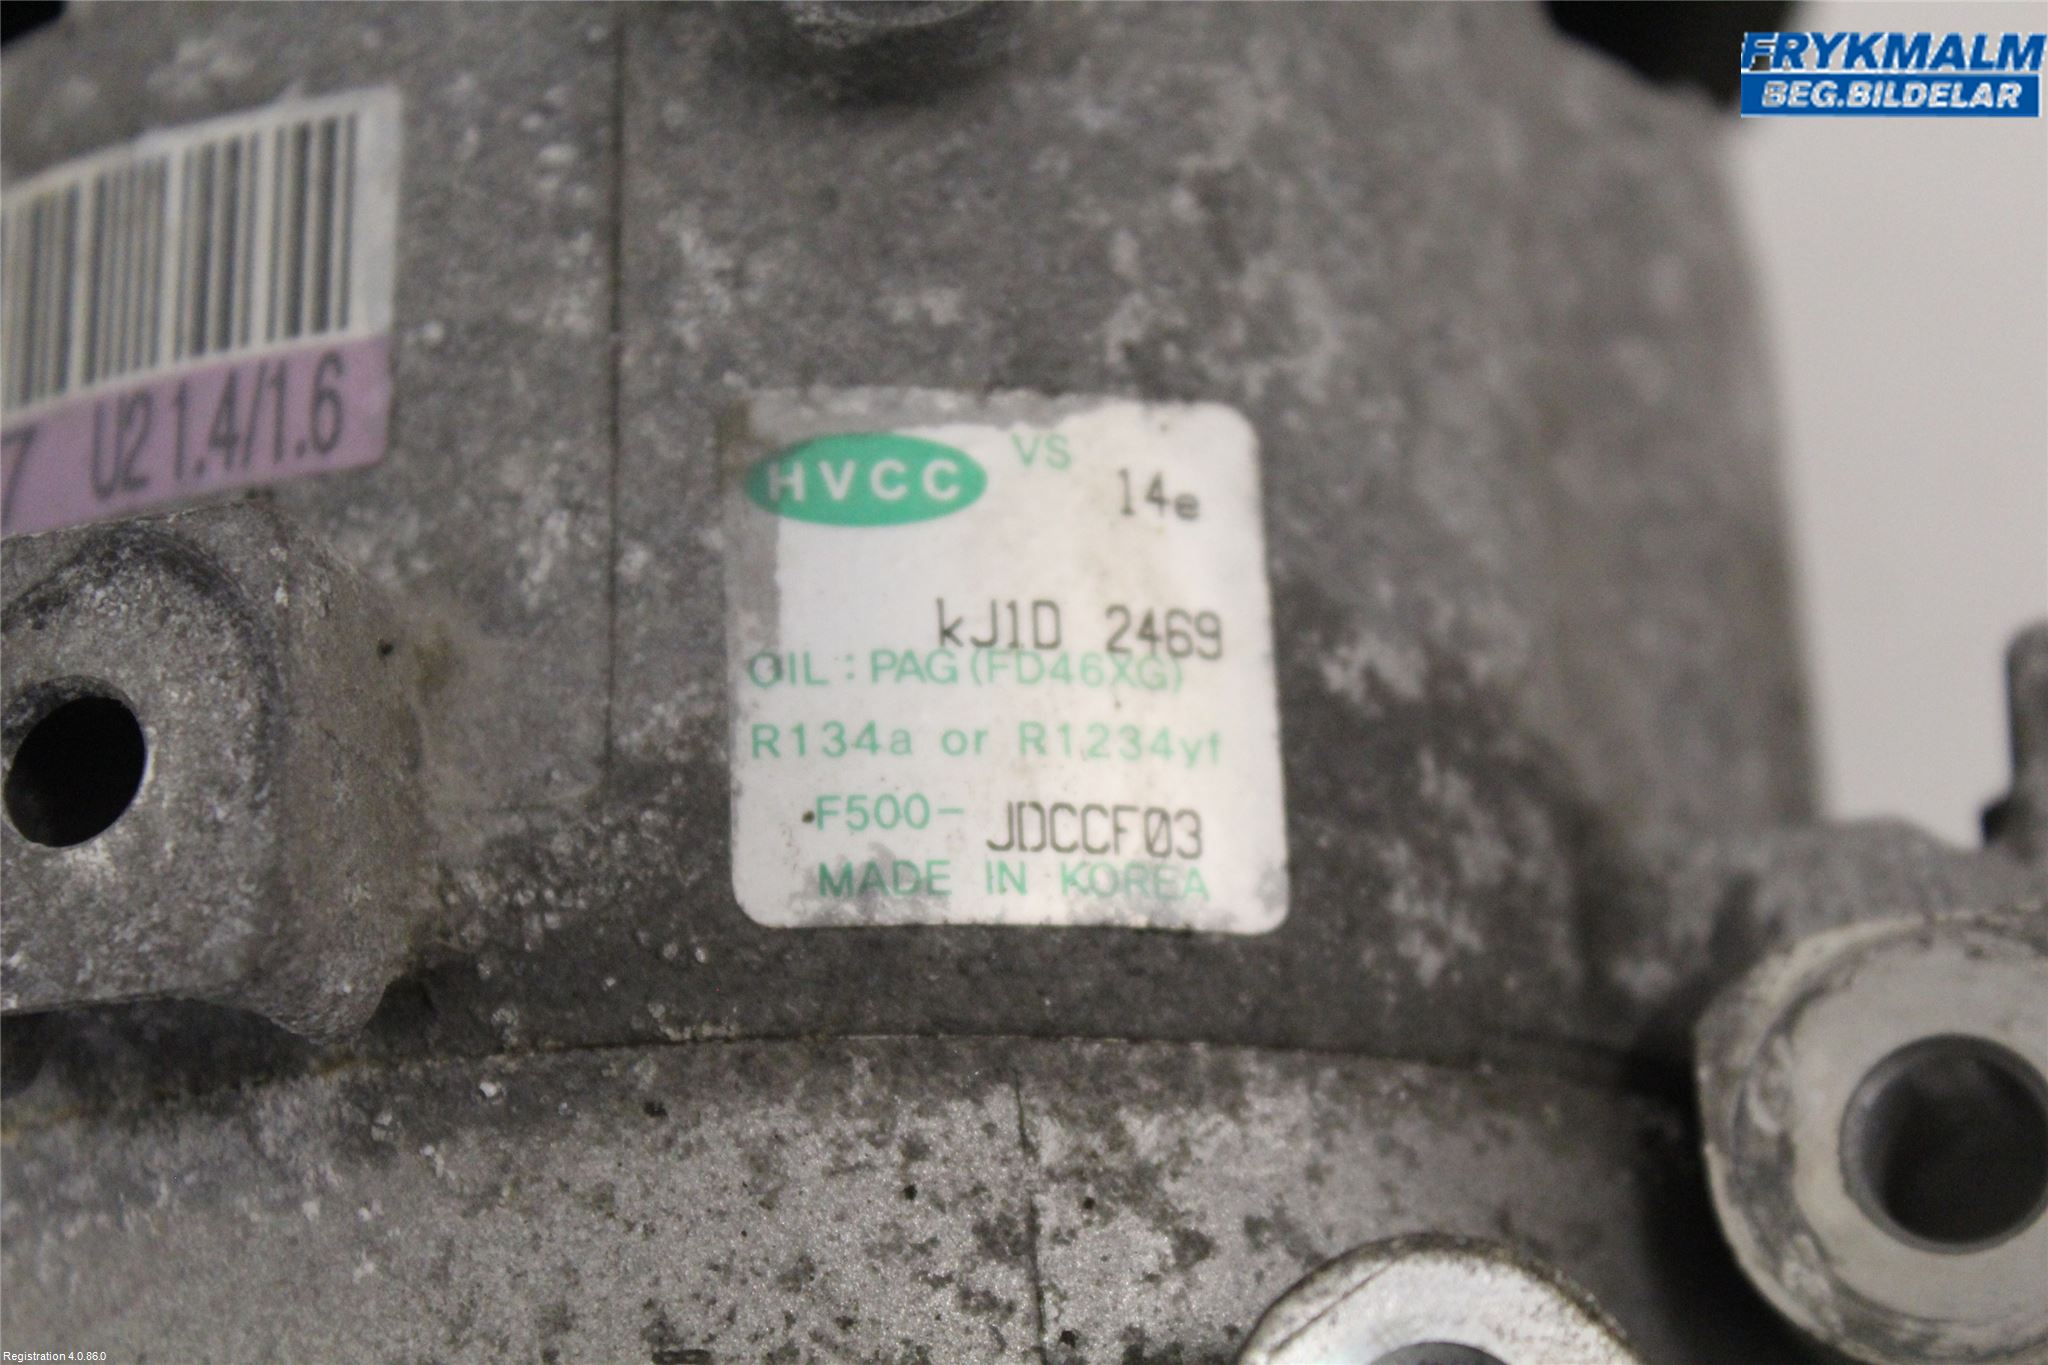 FRYKMALM
BEG.BILDELAR
7 U2 1.4/1.6
HVCC VS 14e
kJ1D 2469
OIL : PAG (FD46XG)
R134a or R1234yf
F500- JDCCF03
MADE IN KOREA
Registration 4.0.86.0